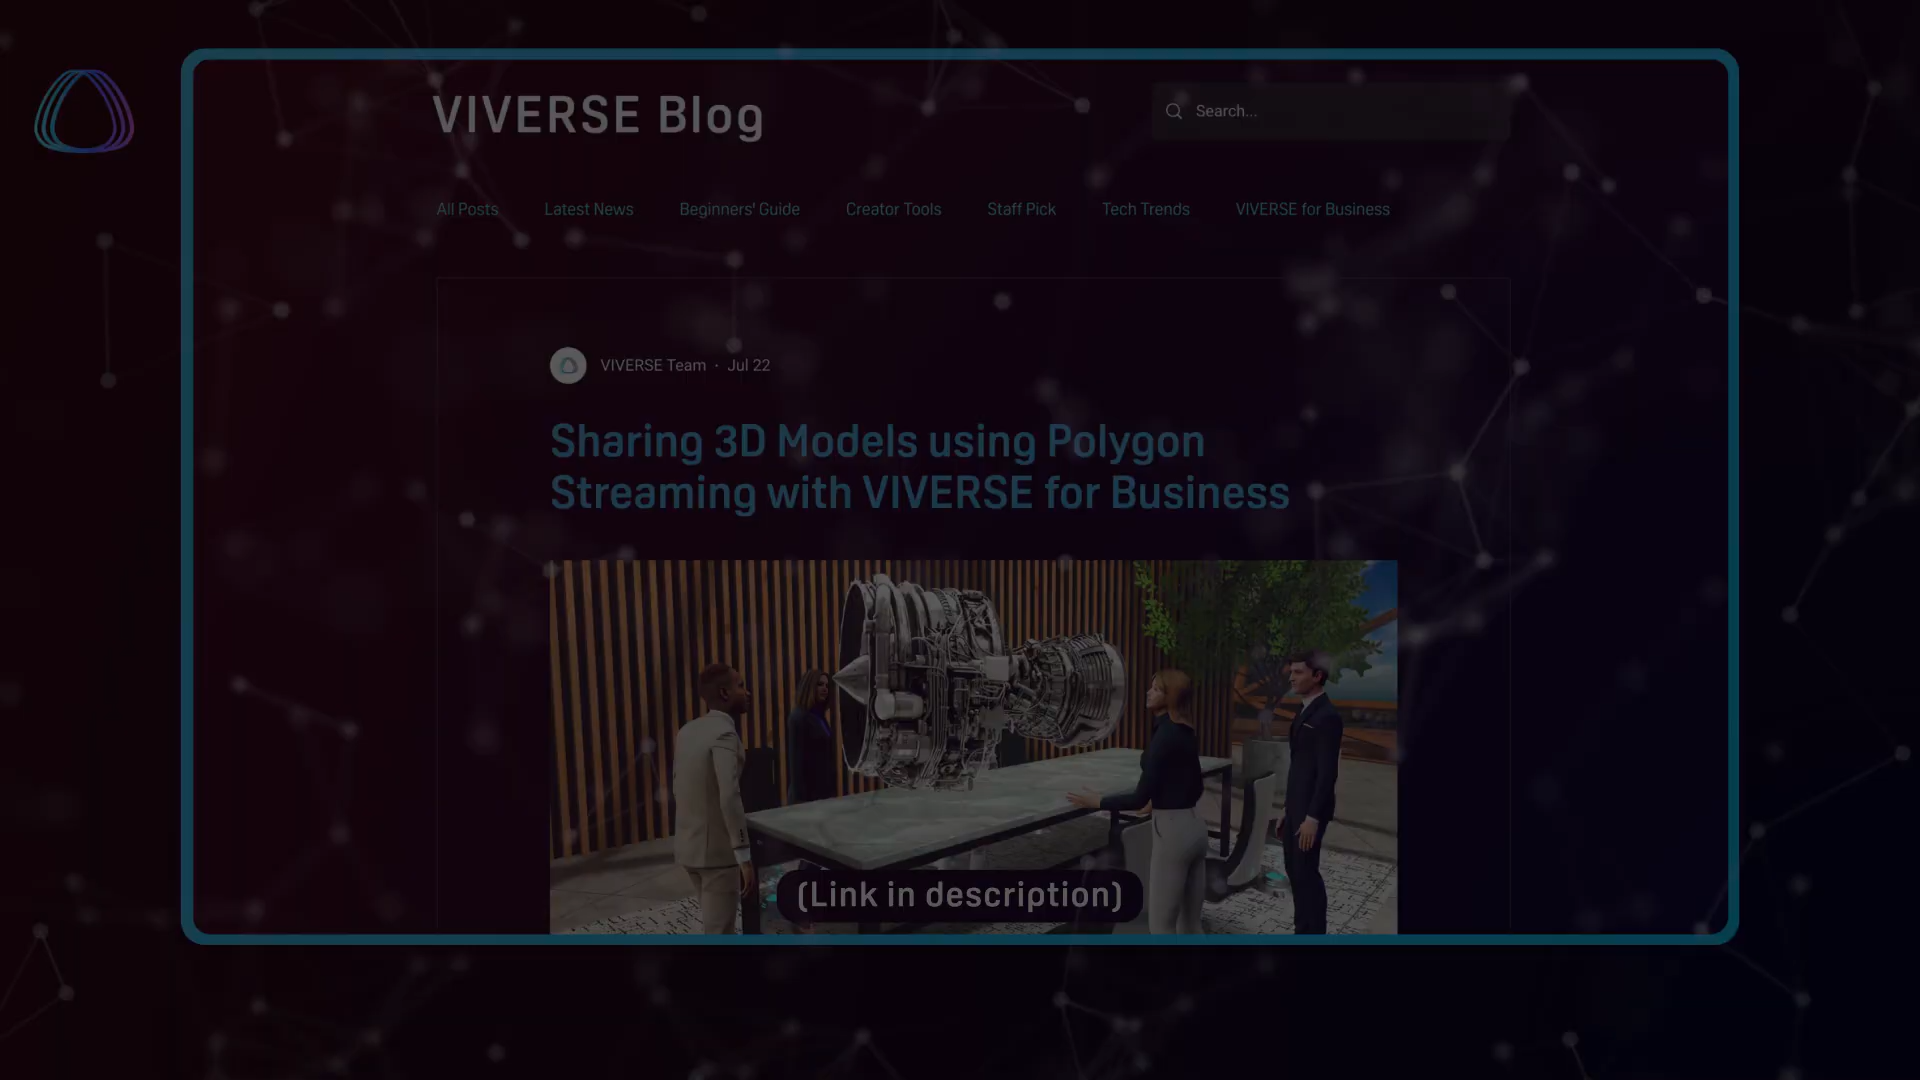 VIVERSE Blog
Search...
All Posts
Latest News
Beginners' Guide
Creator Tools
Staff Pick
Tech Trends
VIVERSE for Business
VIVERSE Team · Jul 22
Sharing 3D Models using Polygon
Streaming with VIVERSE for Business
(Link in description)